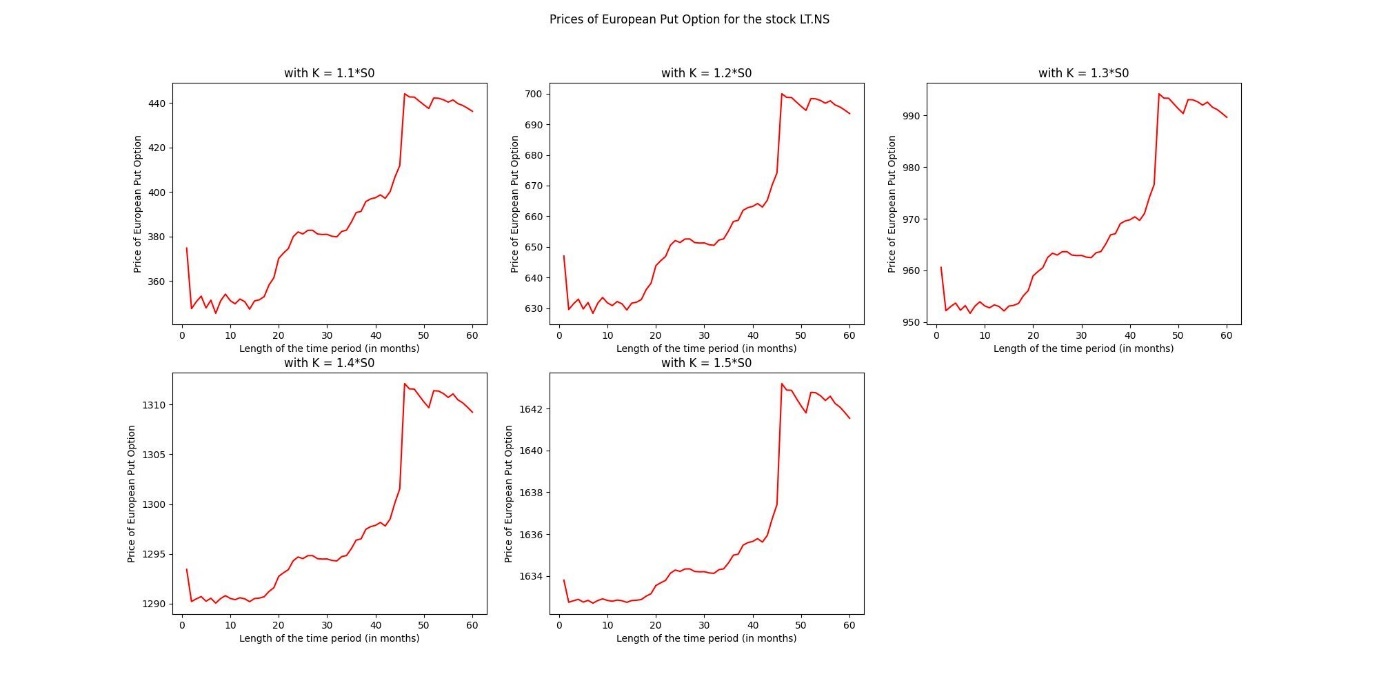 Prices of European Put Option for the stock LT.NS
with K = 1.1*S0
Price of European Put Option
440
420
400
380
360
0 10 20 30 40 50 60
Length of the time period (in months)
with K = 1.2*S0
Price of European Put Option
700
690
680
670
660
650
640
630
0 10 20 30 40 50 60
Length of the time period (in months)
with K = 1.3*S0
Price of European Put Option
990
980
970
960
950
0 10 20 30 40 50 60
Length of the time period (in months)
with K = 1.4*S0
Price of European Put Option
1310
1305
1300
1295
1290
0 10 20 30 40 50 60
Length of the time period (in months)
with K = 1.5*S0
Price of European Put Option
1642
1640
1638
1636
1634
0 10 20 30 40 50 60
Length of the time period (in months)